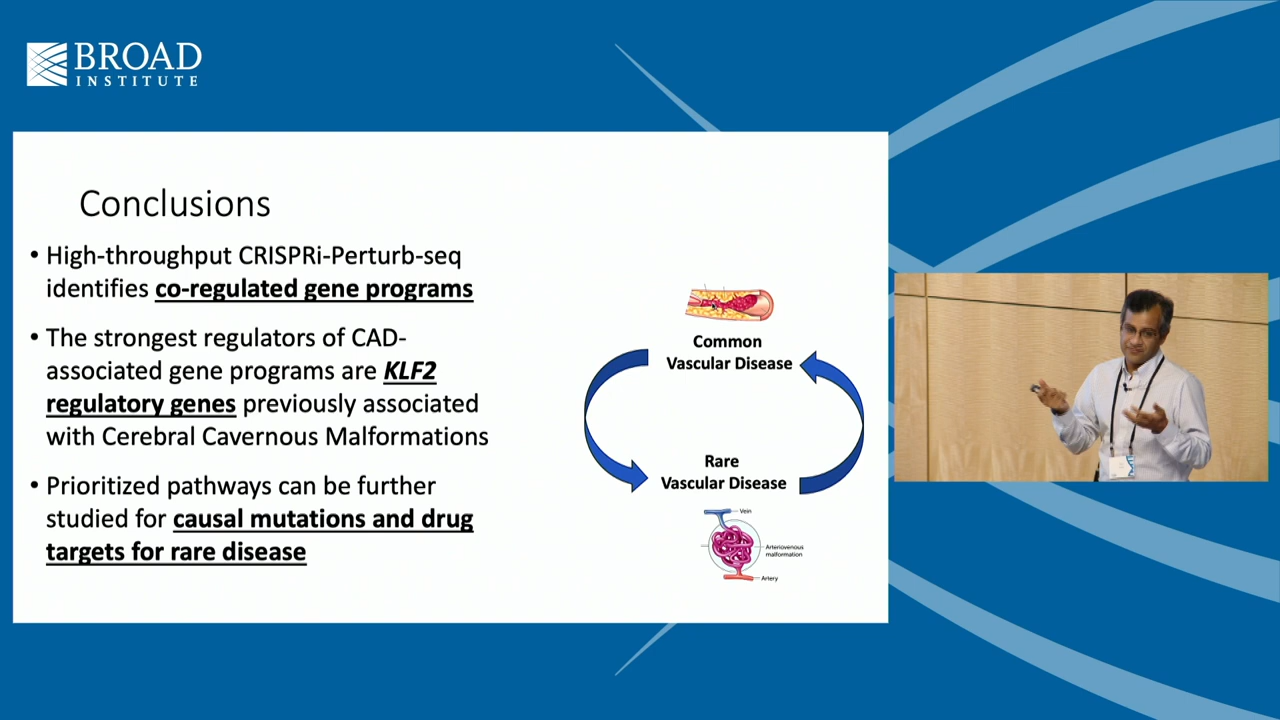 BROAD
INSTITUTE
Conclusions
• High-throughput CRISPRi-Perturb-seq
identifies co-regulated gene programs
• The strongest regulators of CAD-
associated gene programs are KLF2
regulatory genes previously associated
with Cerebral Cavernous Malformations
• Prioritized pathways can be further
studied for causal mutations and drug
targets for rare disease
Common
Vascular Disease
Rare
Vascular Disease
Vein
Arteriovenous
malformation
Artery